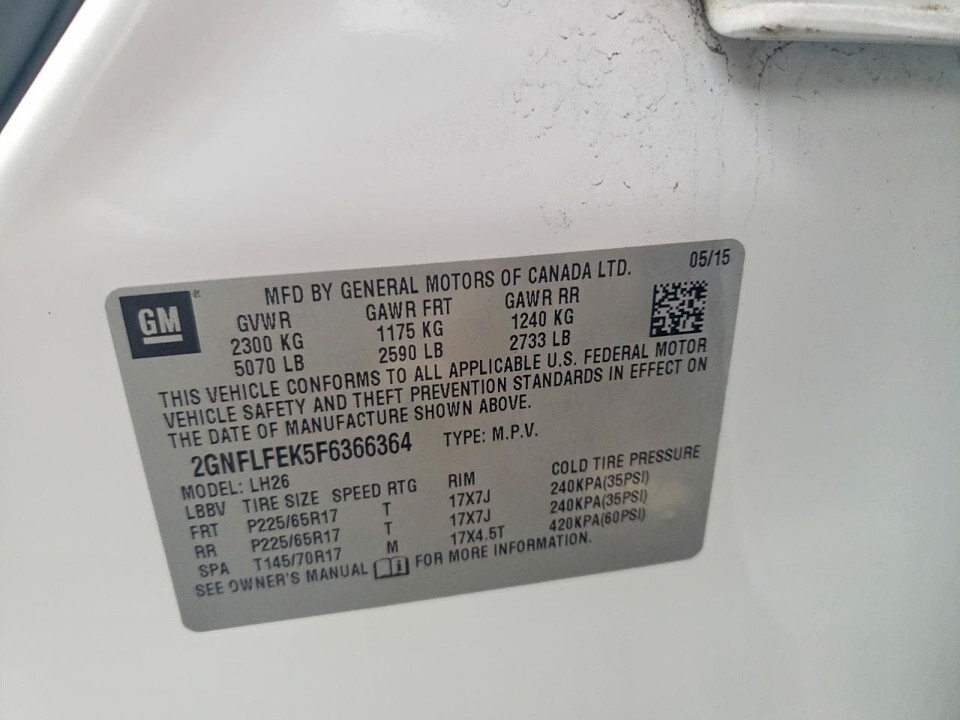 GM ®
MFD BY GENERAL MOTORS OF CANADA LTD. 05/15
GVWR GAWR FRT GAWR RR
2300 KG 1175 KG 1240 KG
5070 LB 2590 LB 2733 LB
THIS VEHICLE CONFORMS TO ALL APPLICABLE U.S. FEDERAL MOTOR
VEHICLE SAFETY AND THEFT PREVENTION STANDARDS IN EFFECT ON
THE DATE OF MANUFACTURE SHOWN ABOVE.
2GNFLFEK5F6366364 TYPE: M.P.V.
MODEL: LH26
LBBV TIRE SIZE SPEED RTG RIM COLD TIRE PRESSURE
FRT P225/65R17 T 17X7J 240KPA(35PSI)
RR P225/65R17 T 17X7J 240KPA(35PSI)
SPA T145/70R17 M 17X4.5T 420KPA(60PSI)
SEE OWNER'S MANUAL FOR MORE INFORMATION.